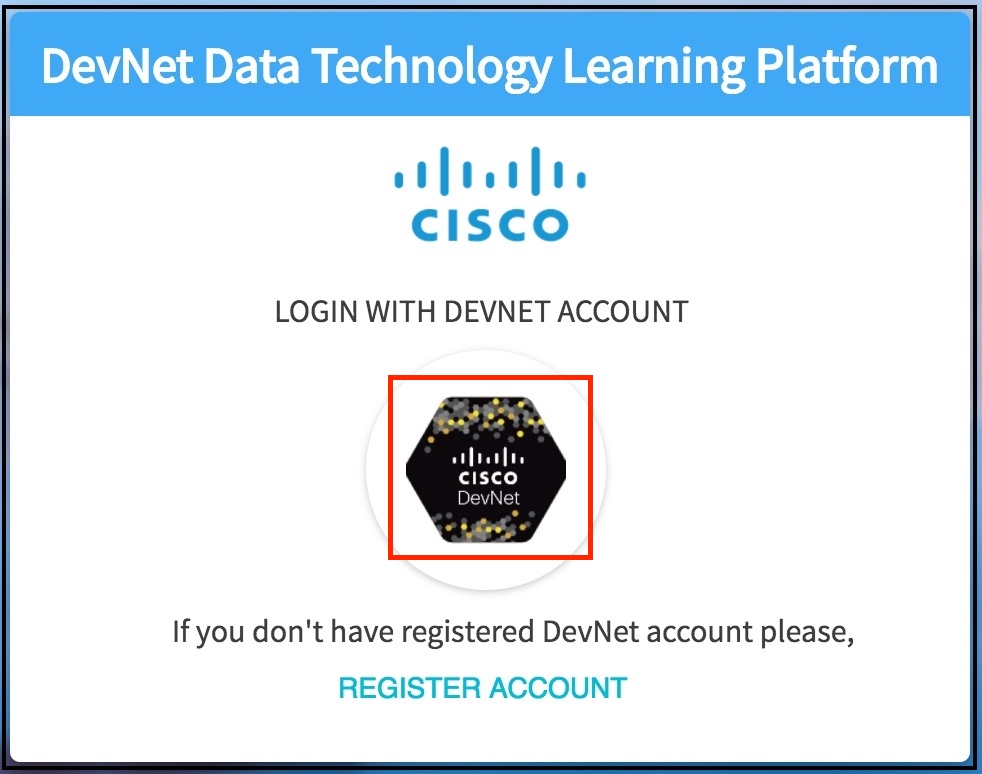 DevNet Data Technology Learning Platform
CISCO
LOGIN WITH DEVNET ACCOUNT
CISCO
DevNet
If you don't have registered DevNet account please,
REGISTER ACCOUNT